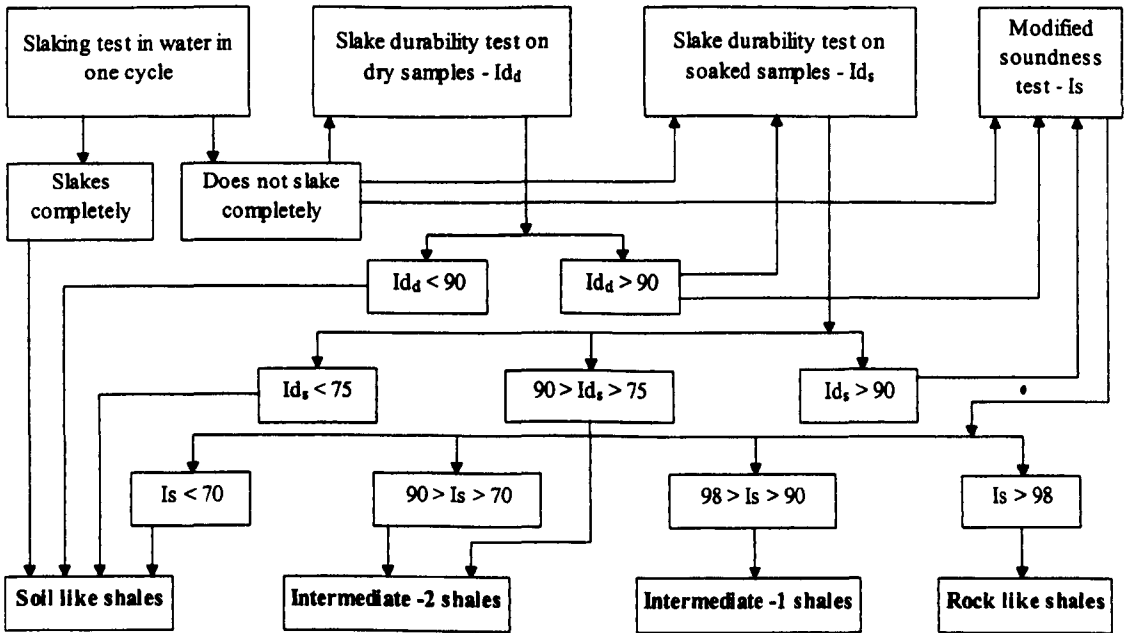 Slaking test in water in
one cycle
Slake durability test on
dry samples - Idd
Slake durability test on
soaked samples - Ids
Modified
soundness
test - Is
Slakes
completely
Does not slake
completely
Idd < 90
Idd > 90
Ids < 75
90 > Ids > 75
Ids > 90
Is < 70
90 > Is > 70
98 > Is > 90
Is > 98
Soil like shales
Intermediate -2 shales
Intermediate -1 shales
Rock like shales